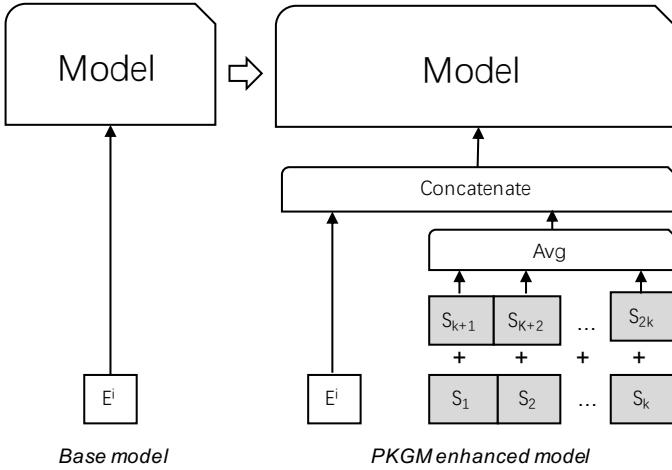 Model
Model
Concatenate
Avg
S_{k+1} S_{K+2} ... S_{2k}
+ + + +
E^i E^i S_1 S_2 ... S_k
Base model PKGM enhanced model